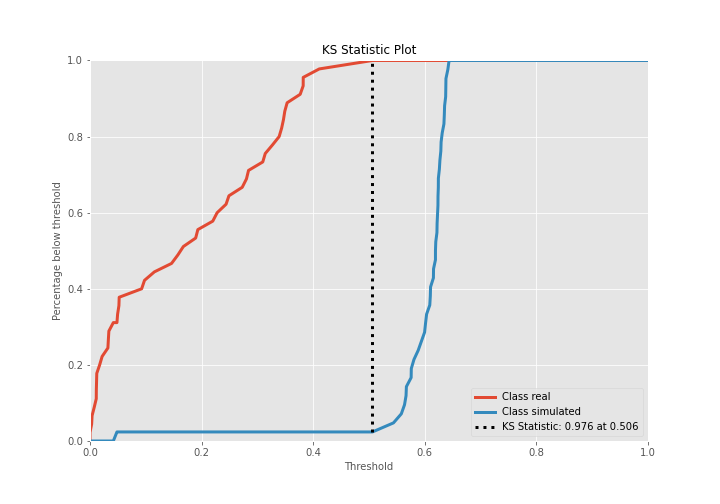 KS Statistic Plot
1.0
0.8
0.6
0.4
0.2
0.0
Percentage below threshold
0.0 0.2 0.4 0.6 0.8 1.0
Threshold
Class real
Class simulated
KS Statistic: 0.976 at 0.506